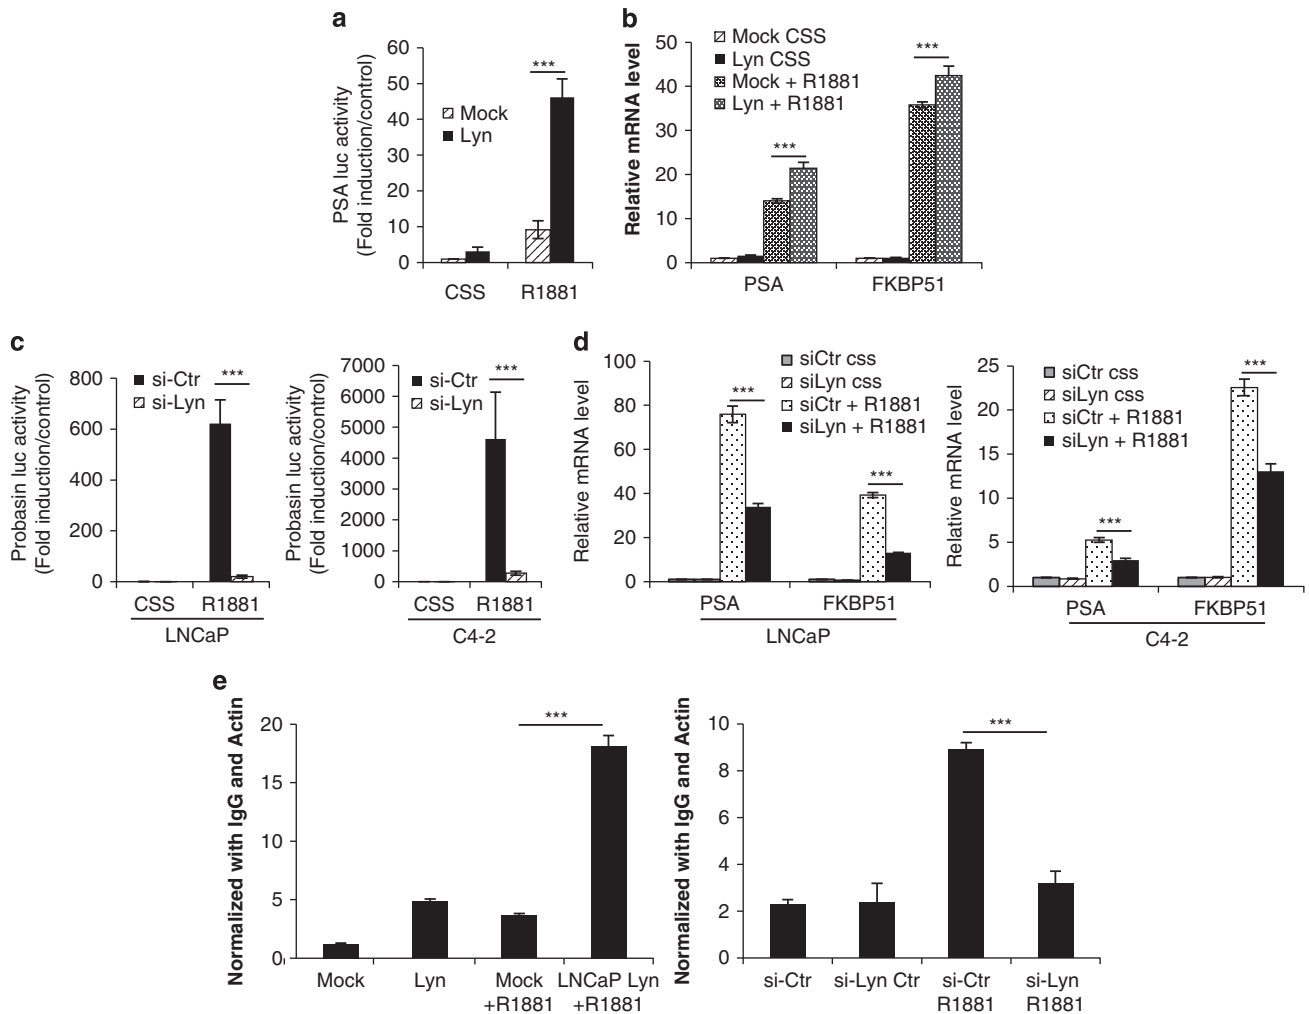 a
PSA luc activity
(Fold induction/control)
60
50
40
30
20
10
0
Mock
Lyn
***
CSS
R1881
b
Relative mRNA level
50
40
30
20
10
0
Mock CSS
Lyn CSS
Mock + R1881
Lyn + R1881
***
***
PSA
FKBP51
c
Probasin luc activity
(Fold induction/control)
800
600
400
200
0
si-Ctr
si-Lyn
***
CSS
R1881
LNCaP
Probasin luc activity
(Fold induction/control)
7000
6000
5000
4000
3000
2000
1000
0
si-Ctr
si-Lyn
***
CSS
R1881
C4-2
d
Relative mRNA level
100
80
60
40
20
0
siCtr css
siLyn css
siCtr + R1881
siLyn + R1881
***
***
PSA
FKBP51
LNCaP
Relative mRNA level
25
20
15
10
5
0
siCtr css
siLyn css
siCtr + R1881
siLyn + R1881
***
***
PSA
FKBP51
C4-2
e
Normalized with IgG and Actin
20
15
10
5
0
***
Mock
Lyn
Mock
+R1881
LNCaP Lyn
+R1881
Normalized with IgG and Actin
10
8
6
4
2
0
***
si-Ctr
si-Lyn Ctr
si-Ctr
R1881
si-Lyn
R1881